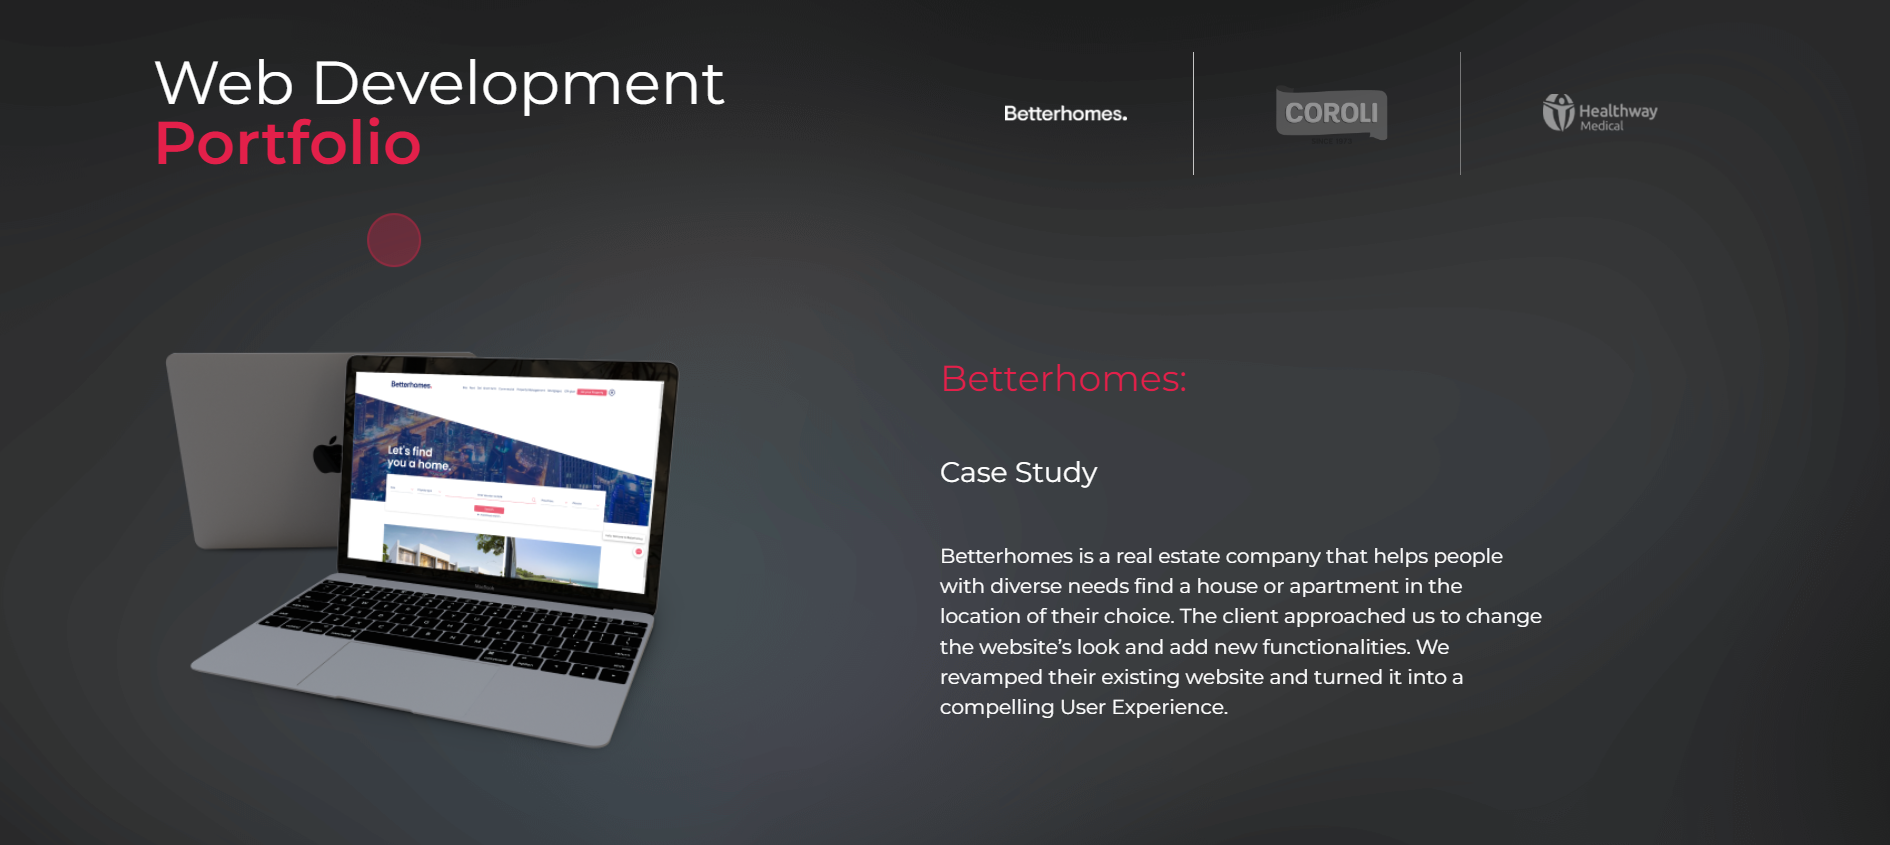 Web Development
Portfolio
Betterhomes.
COROLI
Healthway
Medical
Betterhomes.
Let's find
you a home.
Betterhomes:
Case Study
Betterhomes is a real estate company that helps people
with diverse needs find a house or apartment in the
location of their choice. The client approached us to change
the website’s look and add new functionalities. We
revamped their existing website and turned it into a
compelling User Experience.